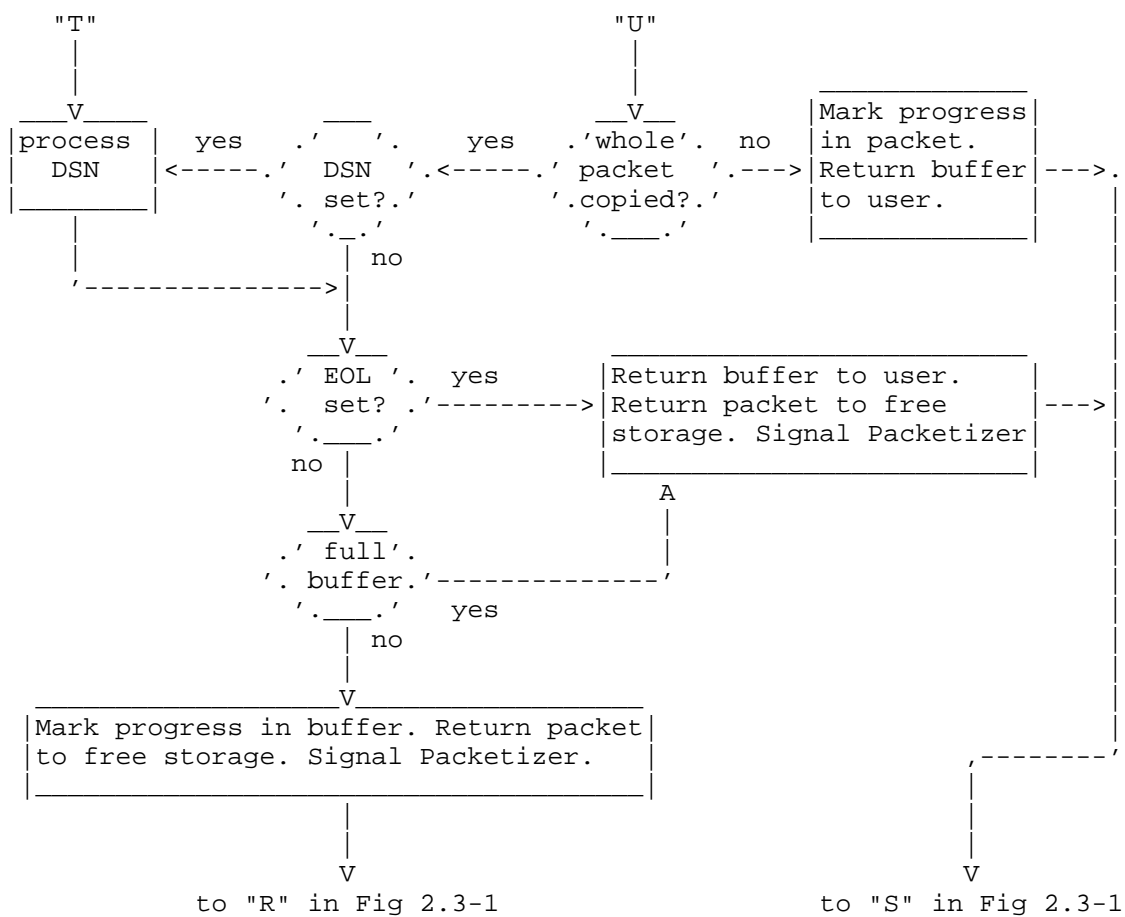 "T"
"U"
process
DSN
yes
DSN
set?
yes
whole
packet
copied?
no
Mark progress
in packet.
Return buffer
to user.
no
EOL
set?
yes
Return buffer to user.
Return packet to free
storage. Signal Packetizer
no
A
full
buffer
yes
no
Mark progress in buffer. Return packet
to free storage. Signal Packetizer.
to "R" in Fig 2.3-1
to "S" in Fig 2.3-1